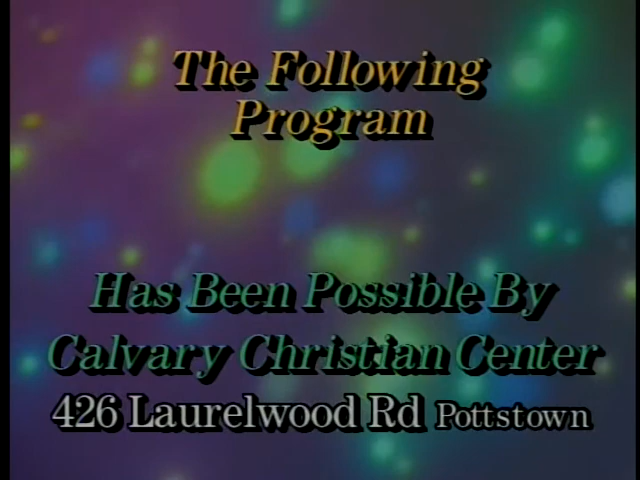 The Following
Program
Has Been Possible By
Calvary Christian Center
426 Laurelwood Rd Pottstown